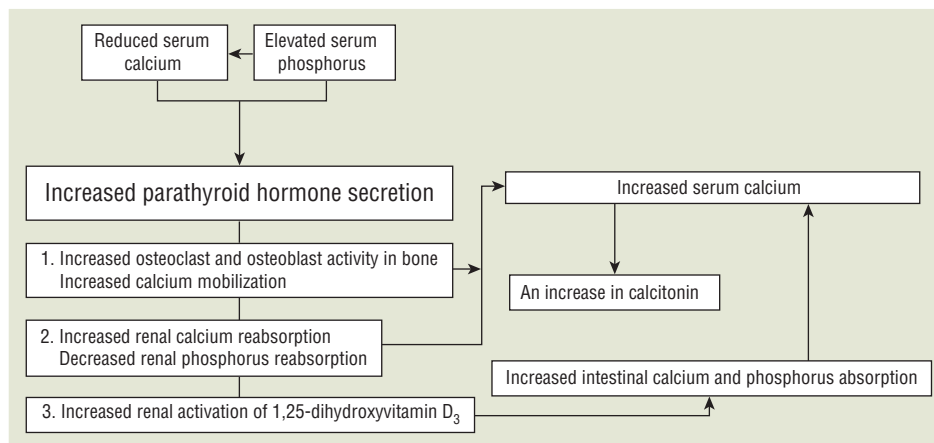 Reduced serum
calcium
Elevated serum
phosphorus
Increased parathyroid hormone secretion
1. Increased osteoclast and osteoblast activity in bone
Increased calcium mobilization
2. Increased renal calcium reabsorption
Decreased renal phosphorus reabsorption
3. Increased renal activation of 1,25-dihydroxyvitamin D₃
Increased serum calcium
An increase in calcitonin
Increased intestinal calcium and phosphorus absorption